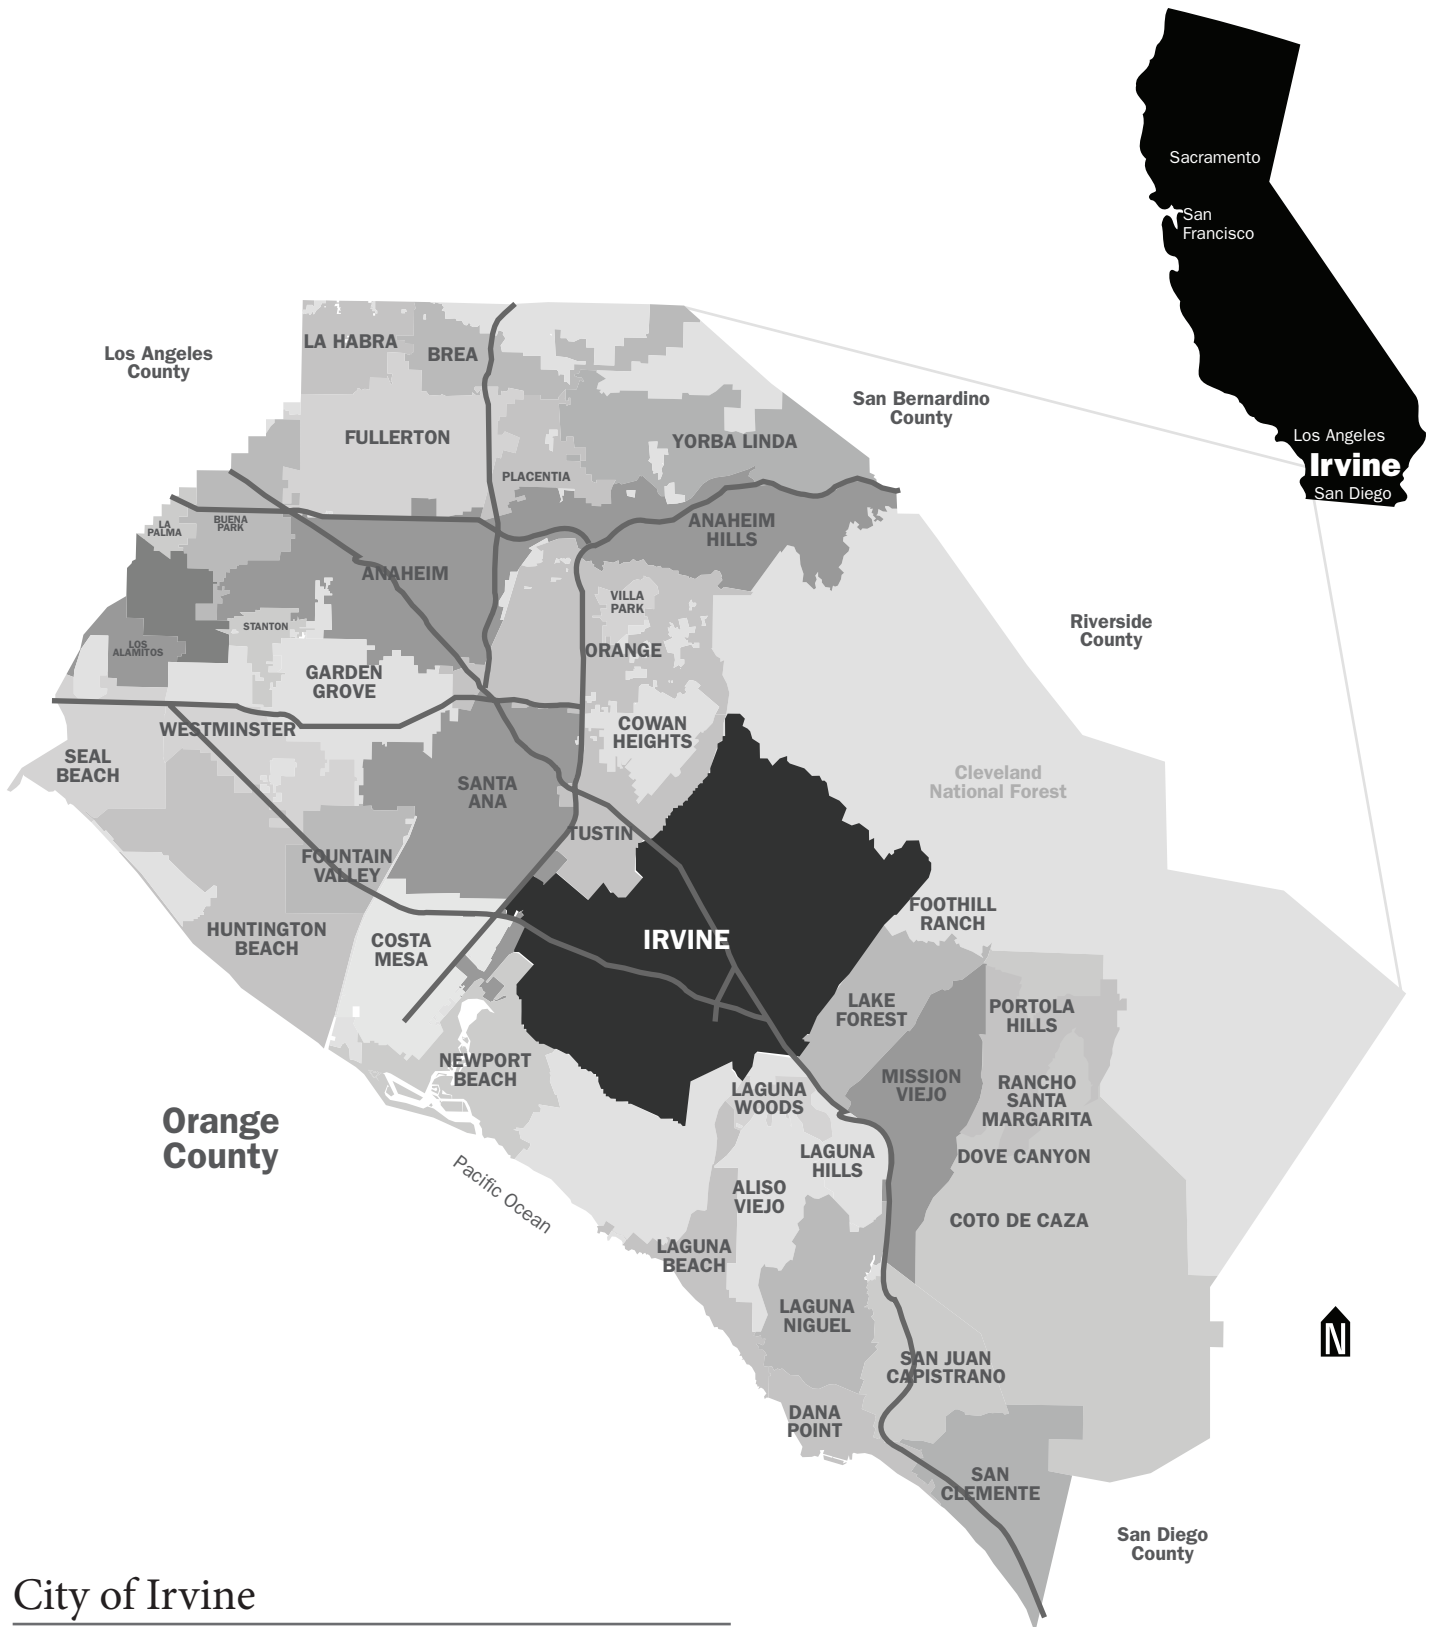 Sacramento
San
Francisco
Los Angeles
Irvine
San Diego
Los Angeles
County
LA HABRA
BREA
San Bernardino
County
FULLERTON
YORBA LINDA
PLACENTIA
LA
PALMA
BUENA
PARK
ANAHEIM
HILLS
ANAHEIM
VILLA
PARK
STANTON
Riverside
County
LOS
ALAMITOS
ORANGE
GARDEN
GROVE
WESTMINSTER
COWAN
HEIGHTS
SEAL
BEACH
SANTA
ANA
Cleveland
National Forest
TUSTIN
FOUNTAIN
VALLEY
FOOTHILL
RANCH
HUNTINGTON
BEACH
COSTA
MESA
IRVINE
LAKE
FOREST
PORTOLA
HILLS
NEWPORT
BEACH
MISSION
VIEJO
RANCHO
SANTA
MARGARITA
LAGUNA
WOODS
Orange
County
DOVE CANYON
LAGUNA
HILLS
Pacific Ocean
ALISO
VIEJO
COTO DE CAZA
LAGUNA
BEACH
LAGUNA
NIGUEL
N
SAN JUAN
CAPISTRANO
DANA
POINT
SAN
CLEMENTE
San Diego
County
City of Irvine